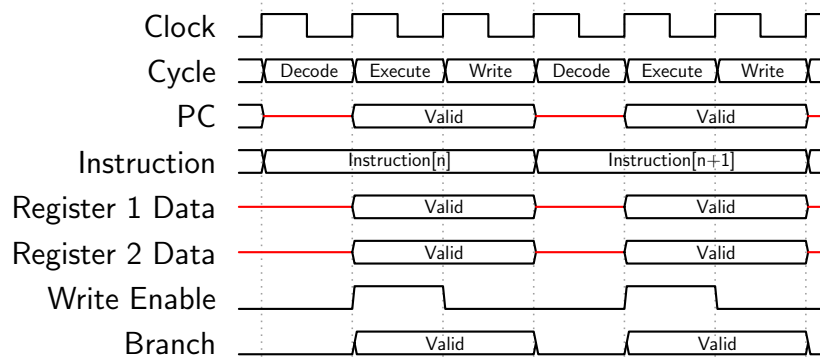 Clock
Cycle Decode Execute Write Decode Execute Write
PC Valid Valid
Instruction Instruction[n] Instruction[n+1]
Register 1 Data Valid Valid
Register 2 Data Valid Valid
Write Enable
Branch Valid Valid